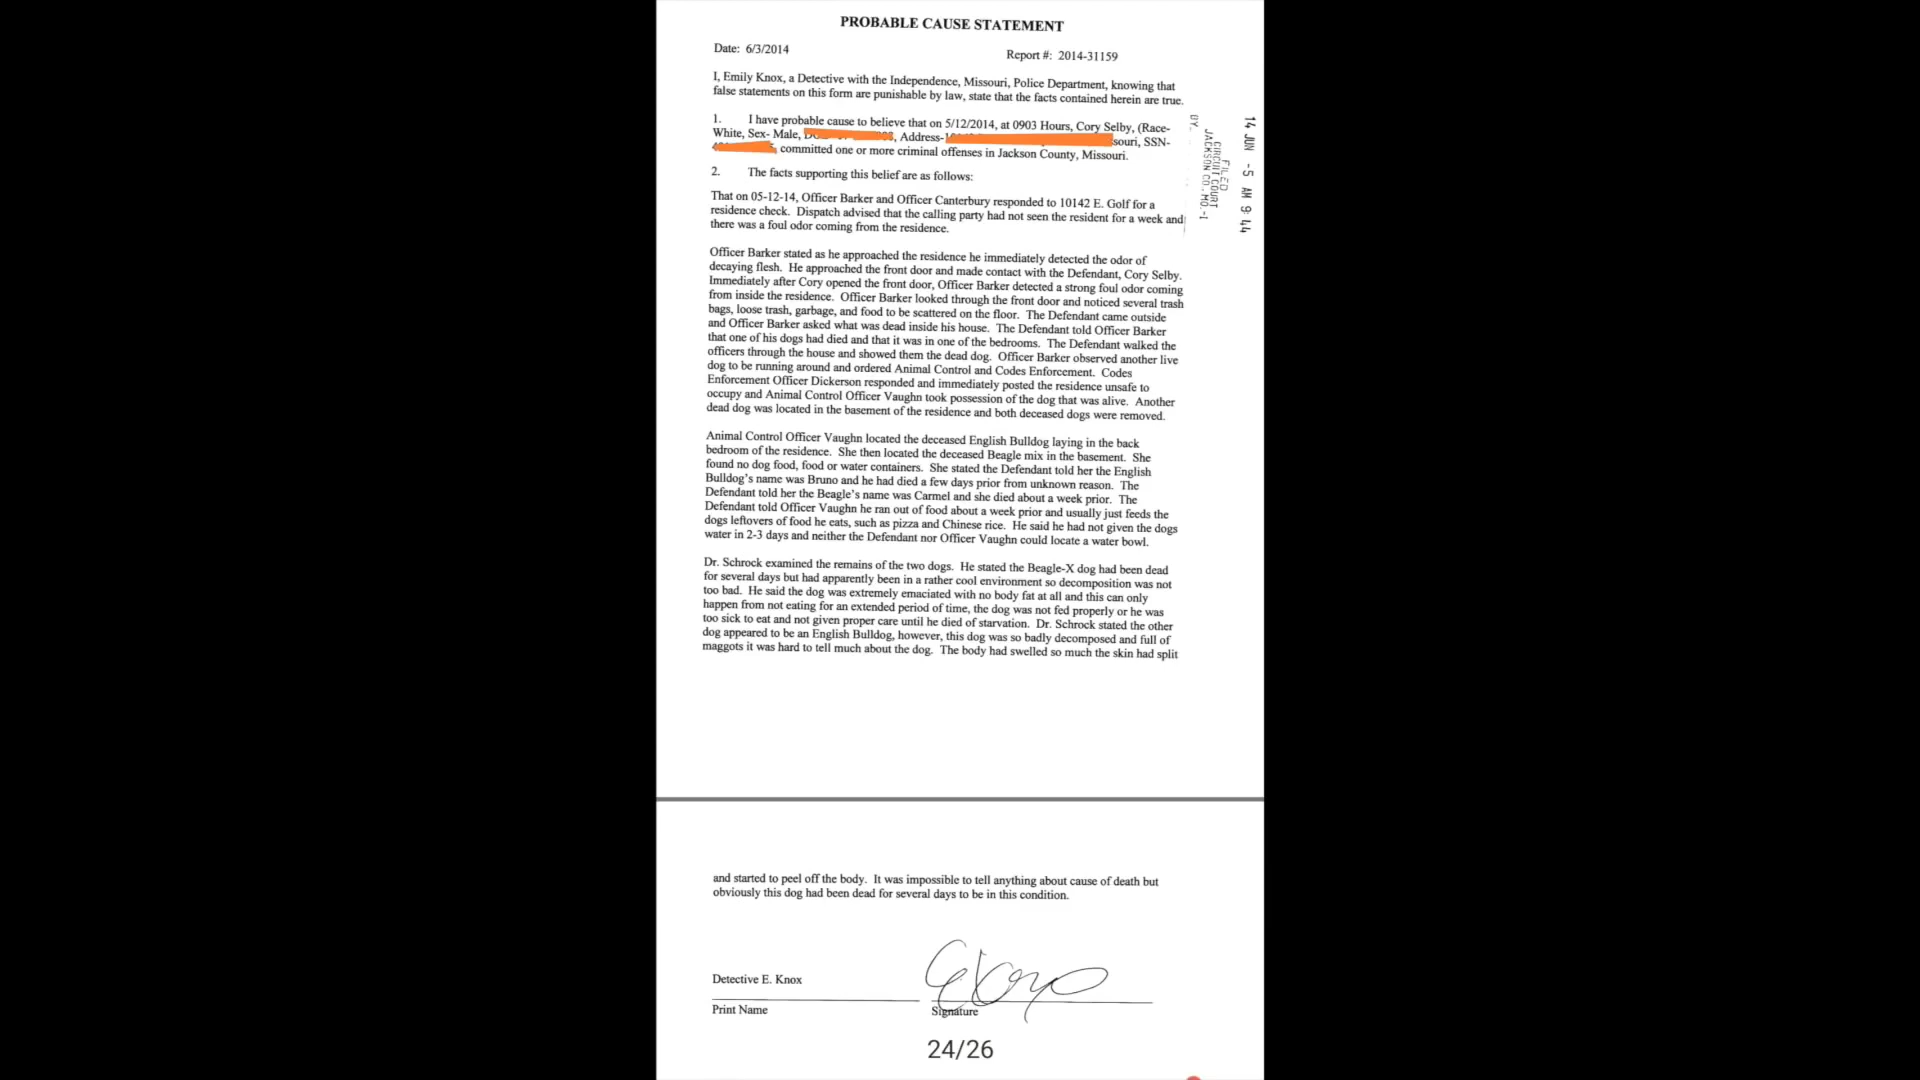 PROBABLE CAUSE STATEMENT
Date: 6/3/2014
Report #: 2014-31159
I, Emily Knox, a Detective with the Independence, Missouri, Police Department, knowing that
false statements on this form are punishable by law, state that the facts contained herein are true.
1. I have probable cause to believe that on 5/12/2014, at 0903 Hours, Cory Selby, (Race-
White, Sex- Male, , Address- souri, SSN-
, committed one or more criminal offenses in Jackson County, Missouri.
2. The facts supporting this belief are as follows:
That on 05-12-14, Officer Barker and Officer Canterbury responded to 10142 E. Golf for a
residence check. Dispatch advised that the calling party had not seen the resident for a week and
there was a foul odor coming from the residence.
Officer Barker stated as he approached the residence he immediately detected the odor of
decaying flesh. He approached the front door and made contact with the Defendant, Cory Selby.
Immediately after Cory opened the front door, Officer Barker detected a strong foul odor coming
from inside the residence. Officer Barker looked through the front door and noticed several trash
bags, loose trash, garbage, and food to be scattered on the floor. The Defendant came outside
and Officer Barker asked what was dead inside his house. The Defendant told Officer Barker
that one of his dogs had died and that it was in one of the bedrooms. The Defendant walked the
officers through the house and showed them the dead dog. Officer Barker observed another live
dog to be running around and ordered Animal Control and Codes Enforcement. Codes
Enforcement Officer Dickerson responded and immediately posted the residence unsafe to
occupy and Animal Control Officer Vaughn took possession of the dog that was alive. Another
dead dog was located in the basement of the residence and both deceased dogs were removed.
Animal Control Officer Vaughn located the deceased English Bulldog laying in the back
bedroom of the residence. She then located the deceased Beagle mix in the basement. She
found no dog food, food or water containers. She stated the Defendant told her the English
Bulldog's name was Bruno and he had died a few days prior from unknown reason. The
Defendant told her the Beagle's name was Carmel and she died about a week prior. The
Defendant told Officer Vaughn he ran out of food about a week prior and usually just feeds the
dogs leftovers of food he eats, such as pizza and Chinese rice. He said he had not given the dogs
water in 2-3 days and neither the Defendant nor Officer Vaughn could locate a water bowl.
Dr. Schrock examined the remains of the two dogs. He stated the Beagle-X dog had been dead
for several days but had apparently been in a rather cool environment so decomposition was not
too bad. He said the dog was extremely emaciated with no body fat at all and this can only
happen from not eating for an extended period of time, the dog was not fed properly or he was
too sick to eat and not given proper care until he died of starvation. Dr. Schrock stated the other
dog appeared to be an English Bulldog, however, this dog was so badly decomposed and full of
maggots it was hard to tell much about the dog. The body had swelled so much the skin had split
14 JUN -5 AM 9:44
FILED
CIRCUIT COURT
JACKSON CO., MO.-1
BY
and started to peel off the body. It was impossible to tell anything about cause of death but
obviously this dog had been dead for several days to be in this condition.
Detective E. Knox
Print Name
Signature
24/26